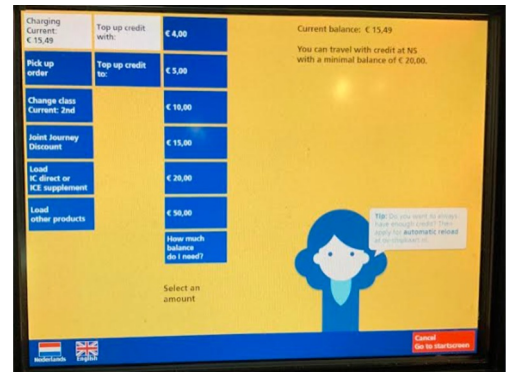 Charging
Current:
€ 15,49
Top up credit
with:
€ 4,00
Current balance: € 15,49
You can travel with credit at NS
with a minimal balance of € 20,00.
Pick up
order
Top up credit
to:
€ 5,00
Change class
Current: 2nd
€ 10,00
Joint Journey
Discount
€ 15,00
Load
IC direct or
ICE supplement
€ 20,00
Load
other products
€ 50,00
How much
balance
do I need?
Select an
amount
Tip: Do you want to always
have enough credit? Then
apply for automatic reload
Cancel
Go to startscreen
Nederlands
English